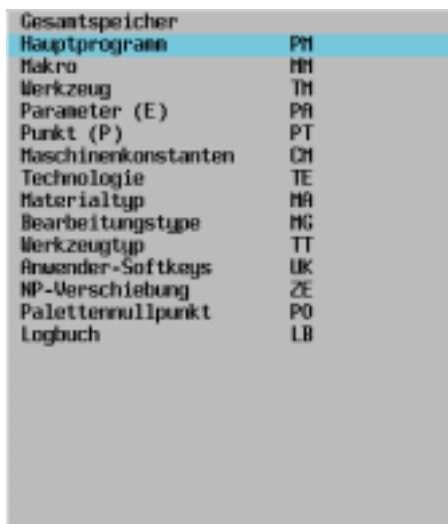 Gesamtspeicher
Hauptprogramm PM
Makro MM
Werkzeug TM
Parameter (E) PA
Punkt (P) PT
Maschinenkonstanten CM
Technologie TE
Materialtyp MA
Bearbeitungstype MG
Werkzeugtyp TT
Anwender-Softkeys UK
NP-Verschiebung ZE
Palettennullpunkt PO
Logbuch LB